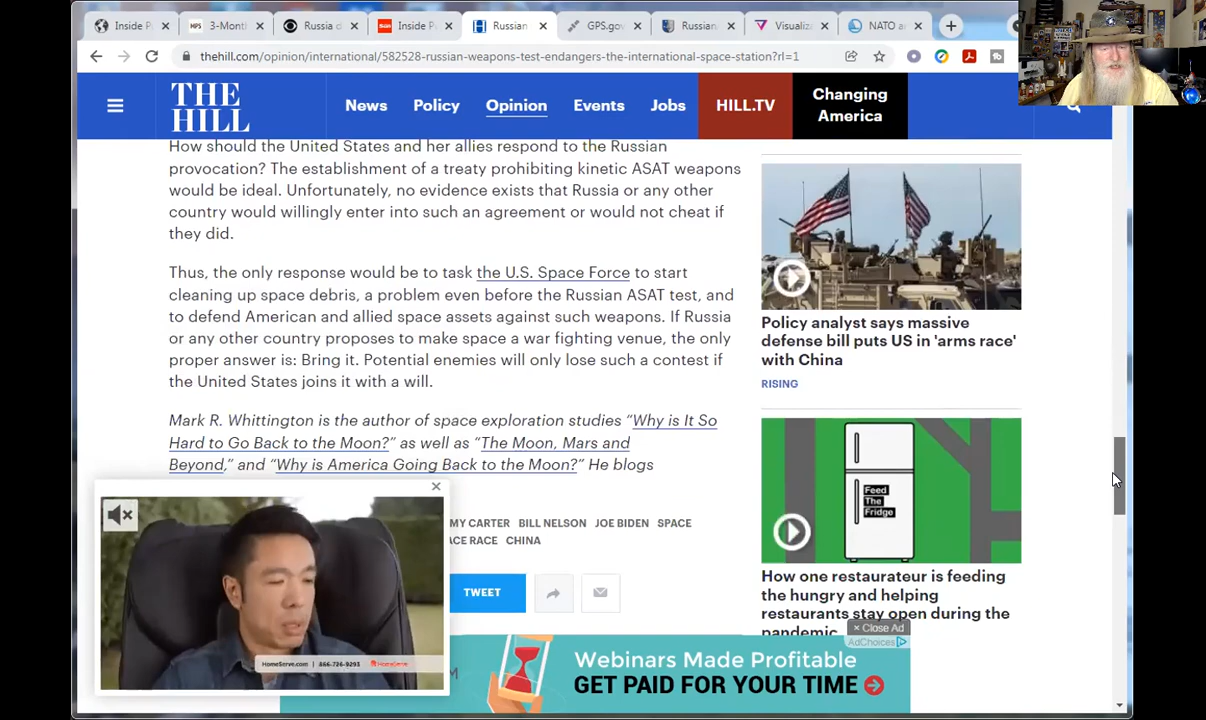 Inside P
3-Month
Russia d
Inside P
Russian
GPS.gov
Russian
Visualiz
NATO a
thehill.com/opinion/international/582528-russian-weapons-test-endangers-the-international-space-station?rl=1
THE
HILL
News
Policy
Opinion
Events
Jobs
HILL.TV
Changing
America
How should the United States and her allies respond to the Russian
provocation? The establishment of a treaty prohibiting kinetic ASAT weapons
would be ideal. Unfortunately, no evidence exists that Russia or any other
country would willingly enter into such an agreement or would not cheat if
they did.
Thus, the only response would be to task the U.S. Space Force to start
cleaning up space debris, a problem even before the Russian ASAT test, and
to defend American and allied space assets against such weapons. If Russia
or any other country proposes to make space a war fighting venue, the only
proper answer is: Bring it. Potential enemies will only lose such a contest if
the United States joins it with a will.
Mark R. Whittington is the author of space exploration studies “Why is It So
Hard to Go Back to the Moon?” as well as “The Moon, Mars and
Beyond,” and “Why is America Going Back to the Moon?” He blogs
MY CARTER BILL NELSON JOE BIDEN SPACE
ACE RACE CHINA
TWEET
HomeServe.com | 866-726-9293 HomeServe
Policy analyst says massive
defense bill puts US in 'arms race'
with China
RISING
Feed
The
Fridge
How one restaurateur is feeding
the hungry and helping
restaurants stay open during the
pandemic
× Close Ad
AdChoices
Webinars Made Profitable
GET PAID FOR YOUR TIME